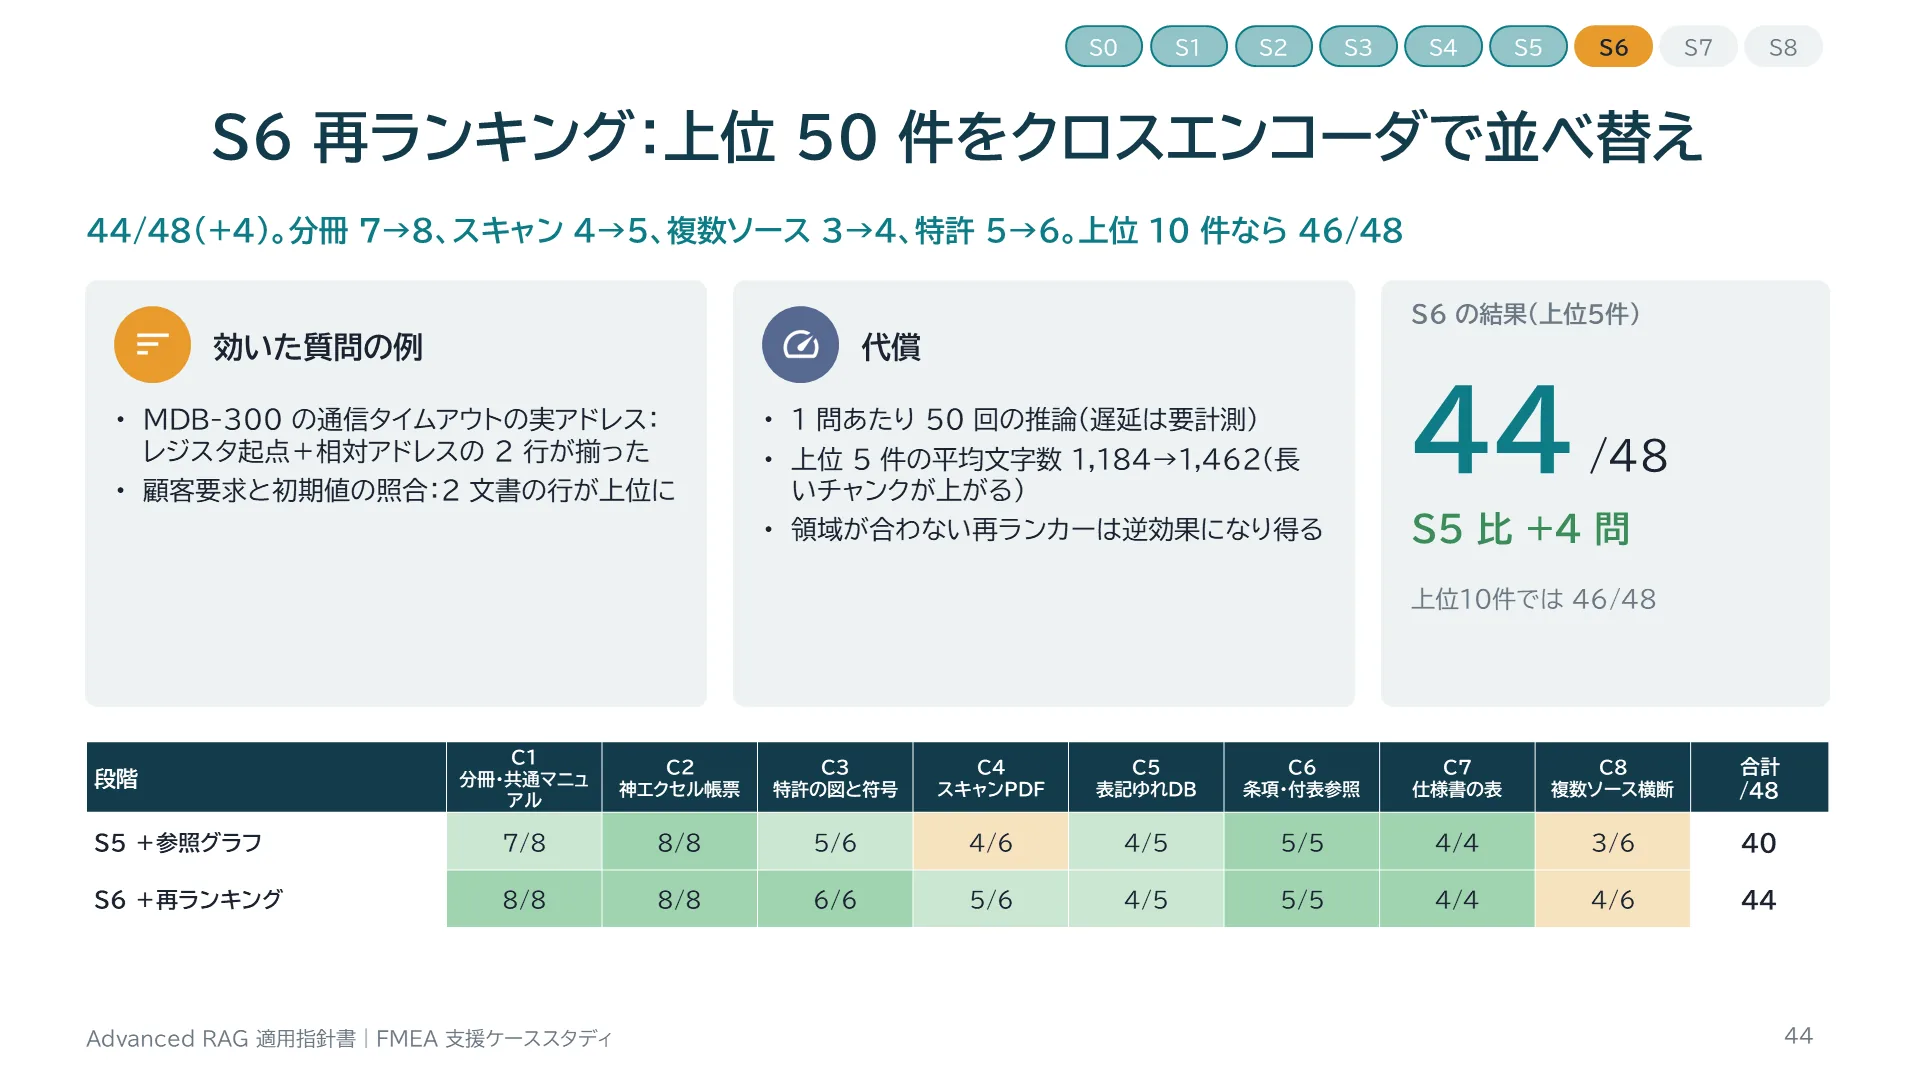 S0 S1 S2 S3 S4 S5 S6 S7 S8
S6 再ランキング：上位 50 件をクロスエンコーダで並べ替え
44/48（+4）。分冊 7→8、スキャン 4→5、複数ソース 3→4、特許 5→6。上位 10 件なら 46/48
効いた質問の例
• MDB-300 の通信タイムアウトの実アドレス：
レジスタ起点＋相対アドレスの 2 行が揃った
• 顧客要求と初期値の照合：2 文書の行が上位に
代償
• 1 問あたり 50 回の推論（遅延は要計測）
• 上位 5 件の平均文字数 1,184→1,462（長
いチャンクが上がる）
• 領域が合わない再ランカーは逆効果になり得る
S6 の結果（上位5件）
44 /48
S5 比 +4 問
上位10件では 46/48
段階
C1
分冊・共通マニュ
アル
C2
神エクセル帳票
C3
特許の図と符号
C4
スキャンPDF
C5
表記ゆれDB
C6
条項・付表参照
C7
仕様書の表
C8
複数ソース横断
合計
/48
S5 ＋参照グラフ 7/8 8/8 5/6 4/6 4/5 5/5 4/4 3/6 40
S6 ＋再ランキング 8/8 8/8 6/6 5/6 4/5 5/5 4/4 4/6 44
Advanced RAG 適用指針書｜FMEA 支援ケーススタディ
44